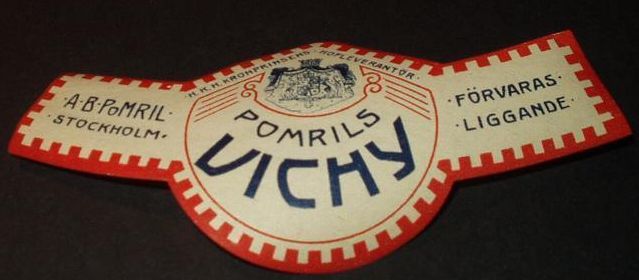 H.K.H. KRONPRINSENS HOFLEVERANTÖR
A·B·POMRIL·
·STOCKHOLM·
POMRILS
VICHY
·FÖRVARAS·
·LIGGANDE·